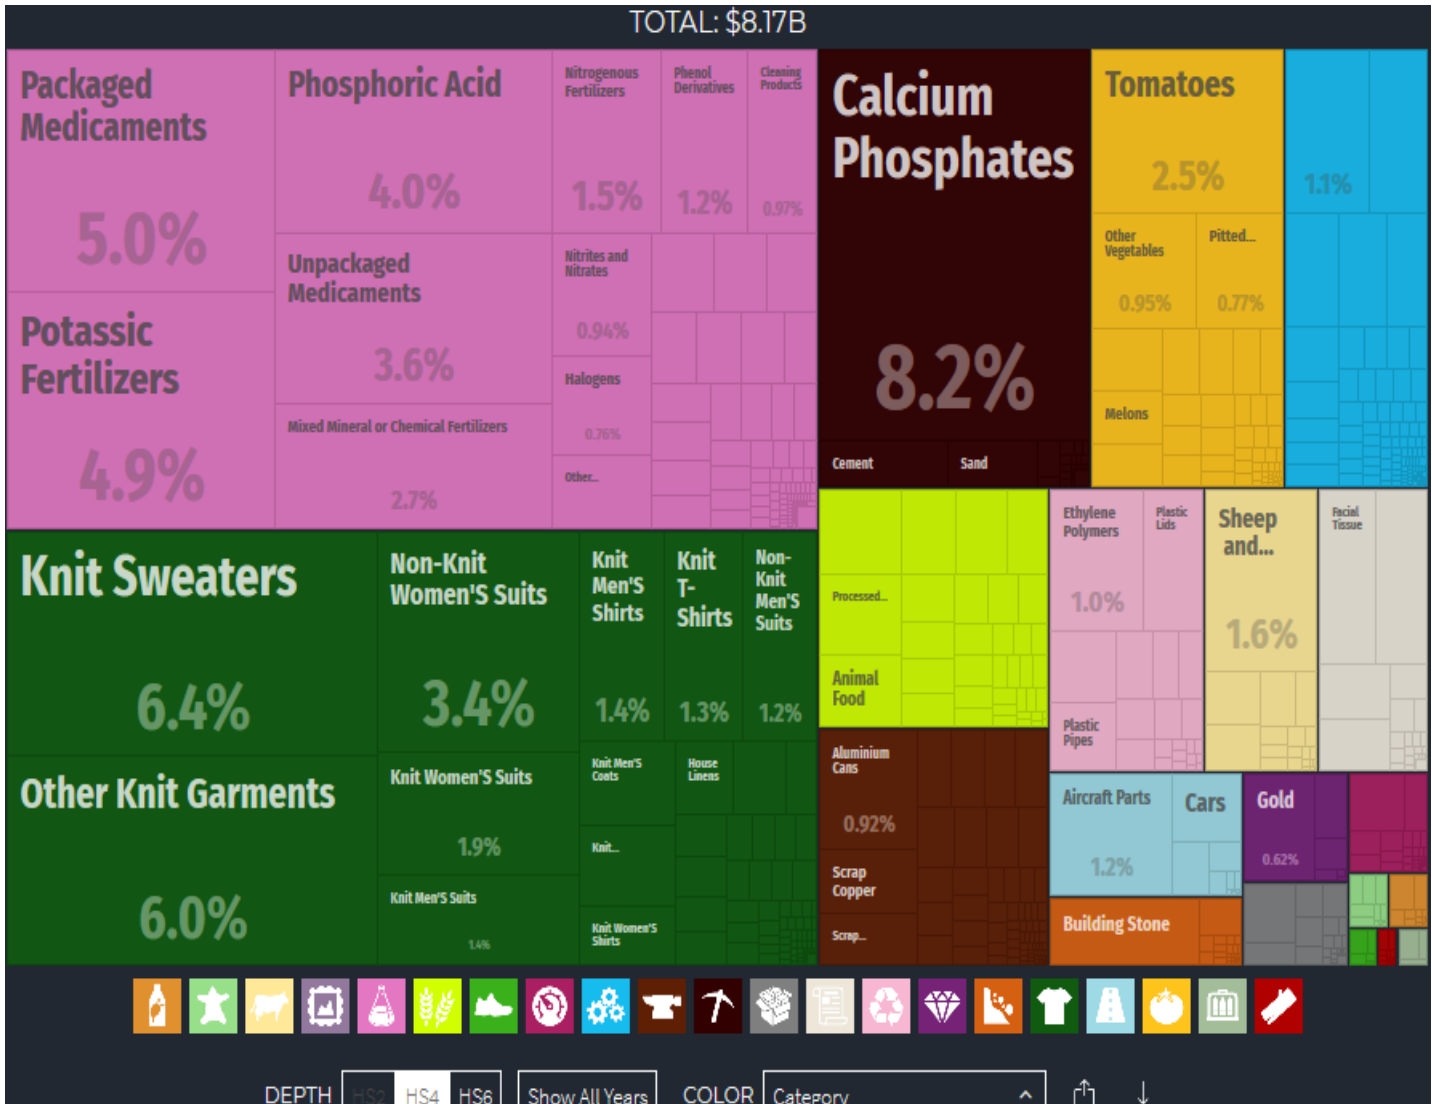 TOTAL: $8.17B
Packaged
Medicaments
5.0%
Potassic
Fertilizers
4.9%
Phosphoric Acid
4.0%
Unpackaged
Medicaments
3.6%
Mixed Mineral or Chemical Fertilizers
2.7%
Nitrogenous
Fertilizers
1.5%
Phenol
Derivatives
1.2%
Cleaning
Products
0.97%
Nitrites and
Nitrates
0.94%
Halogens
0.76%
Other...
Calcium
Phosphates
8.2%
Cement
Sand
Tomatoes
2.5%
Other
Vegetables
0.95%
Pitted...
0.77%
Melons
1.1%
Knit Sweaters
6.4%
Other Knit Garments
6.0%
Non-Knit
Women'S Suits
3.4%
Knit Women'S Suits
1.9%
Knit Men'S Suits
1.4%
Knit
Men'S
Shirts
1.4%
Knit
T-
Shirts
1.3%
Non-
Knit
Men'S
Suits
1.2%
Knit Men'S
Coats
House
Linens
Knit...
Knit Women'S
Shirts
Processed...
Animal
Food
Aluminium
Cans
0.92%
Scrap
Copper
Scrap...
Ethylene
Polymers
1.0%
Plastic
Lids
Plastic
Pipes
Sheep
and...
1.6%
Facial
Tissue
Aircraft Parts
1.2%
Cars
Gold
0.62%
Building Stone
DEPTH HS2 HS4 HS6 Show All Years COLOR Category